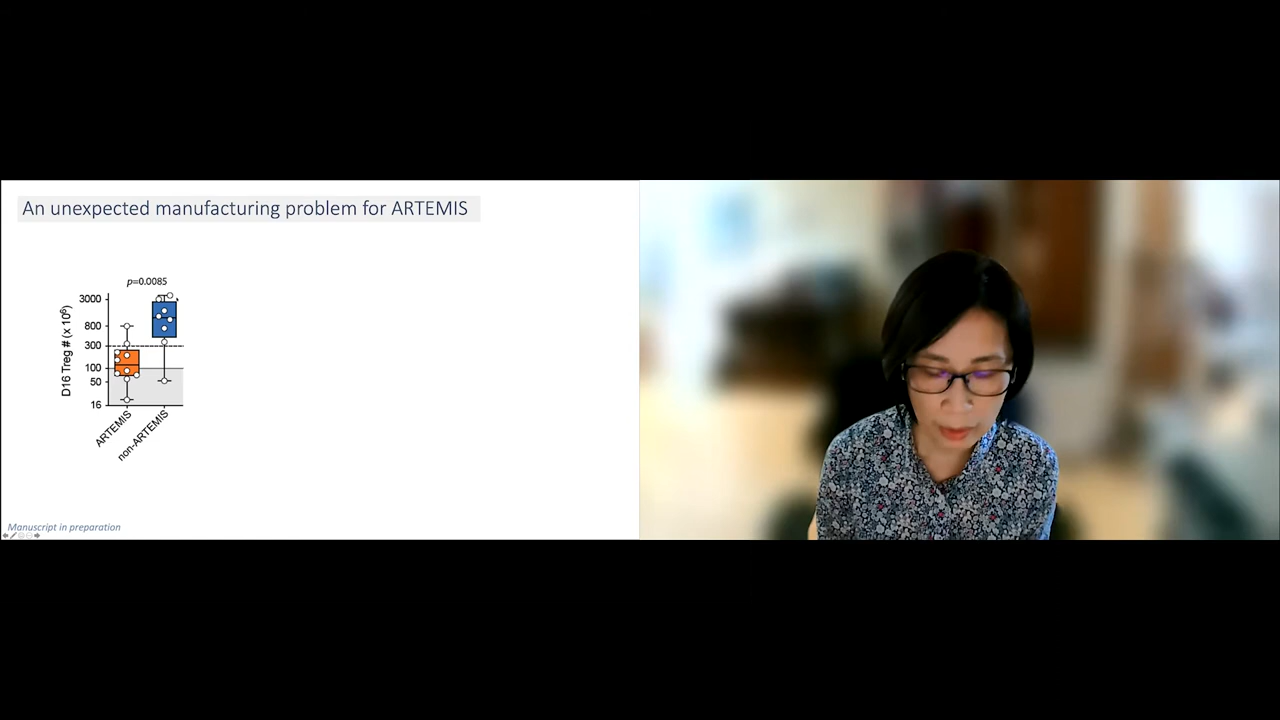 An unexpected manufacturing problem for ARTEMIS
p=0.0085
D16 Treg # (x 10⁶)
3000
800
300
100
50
16
ARTEMIS
non-ARTEMIS
Manuscript in preparation